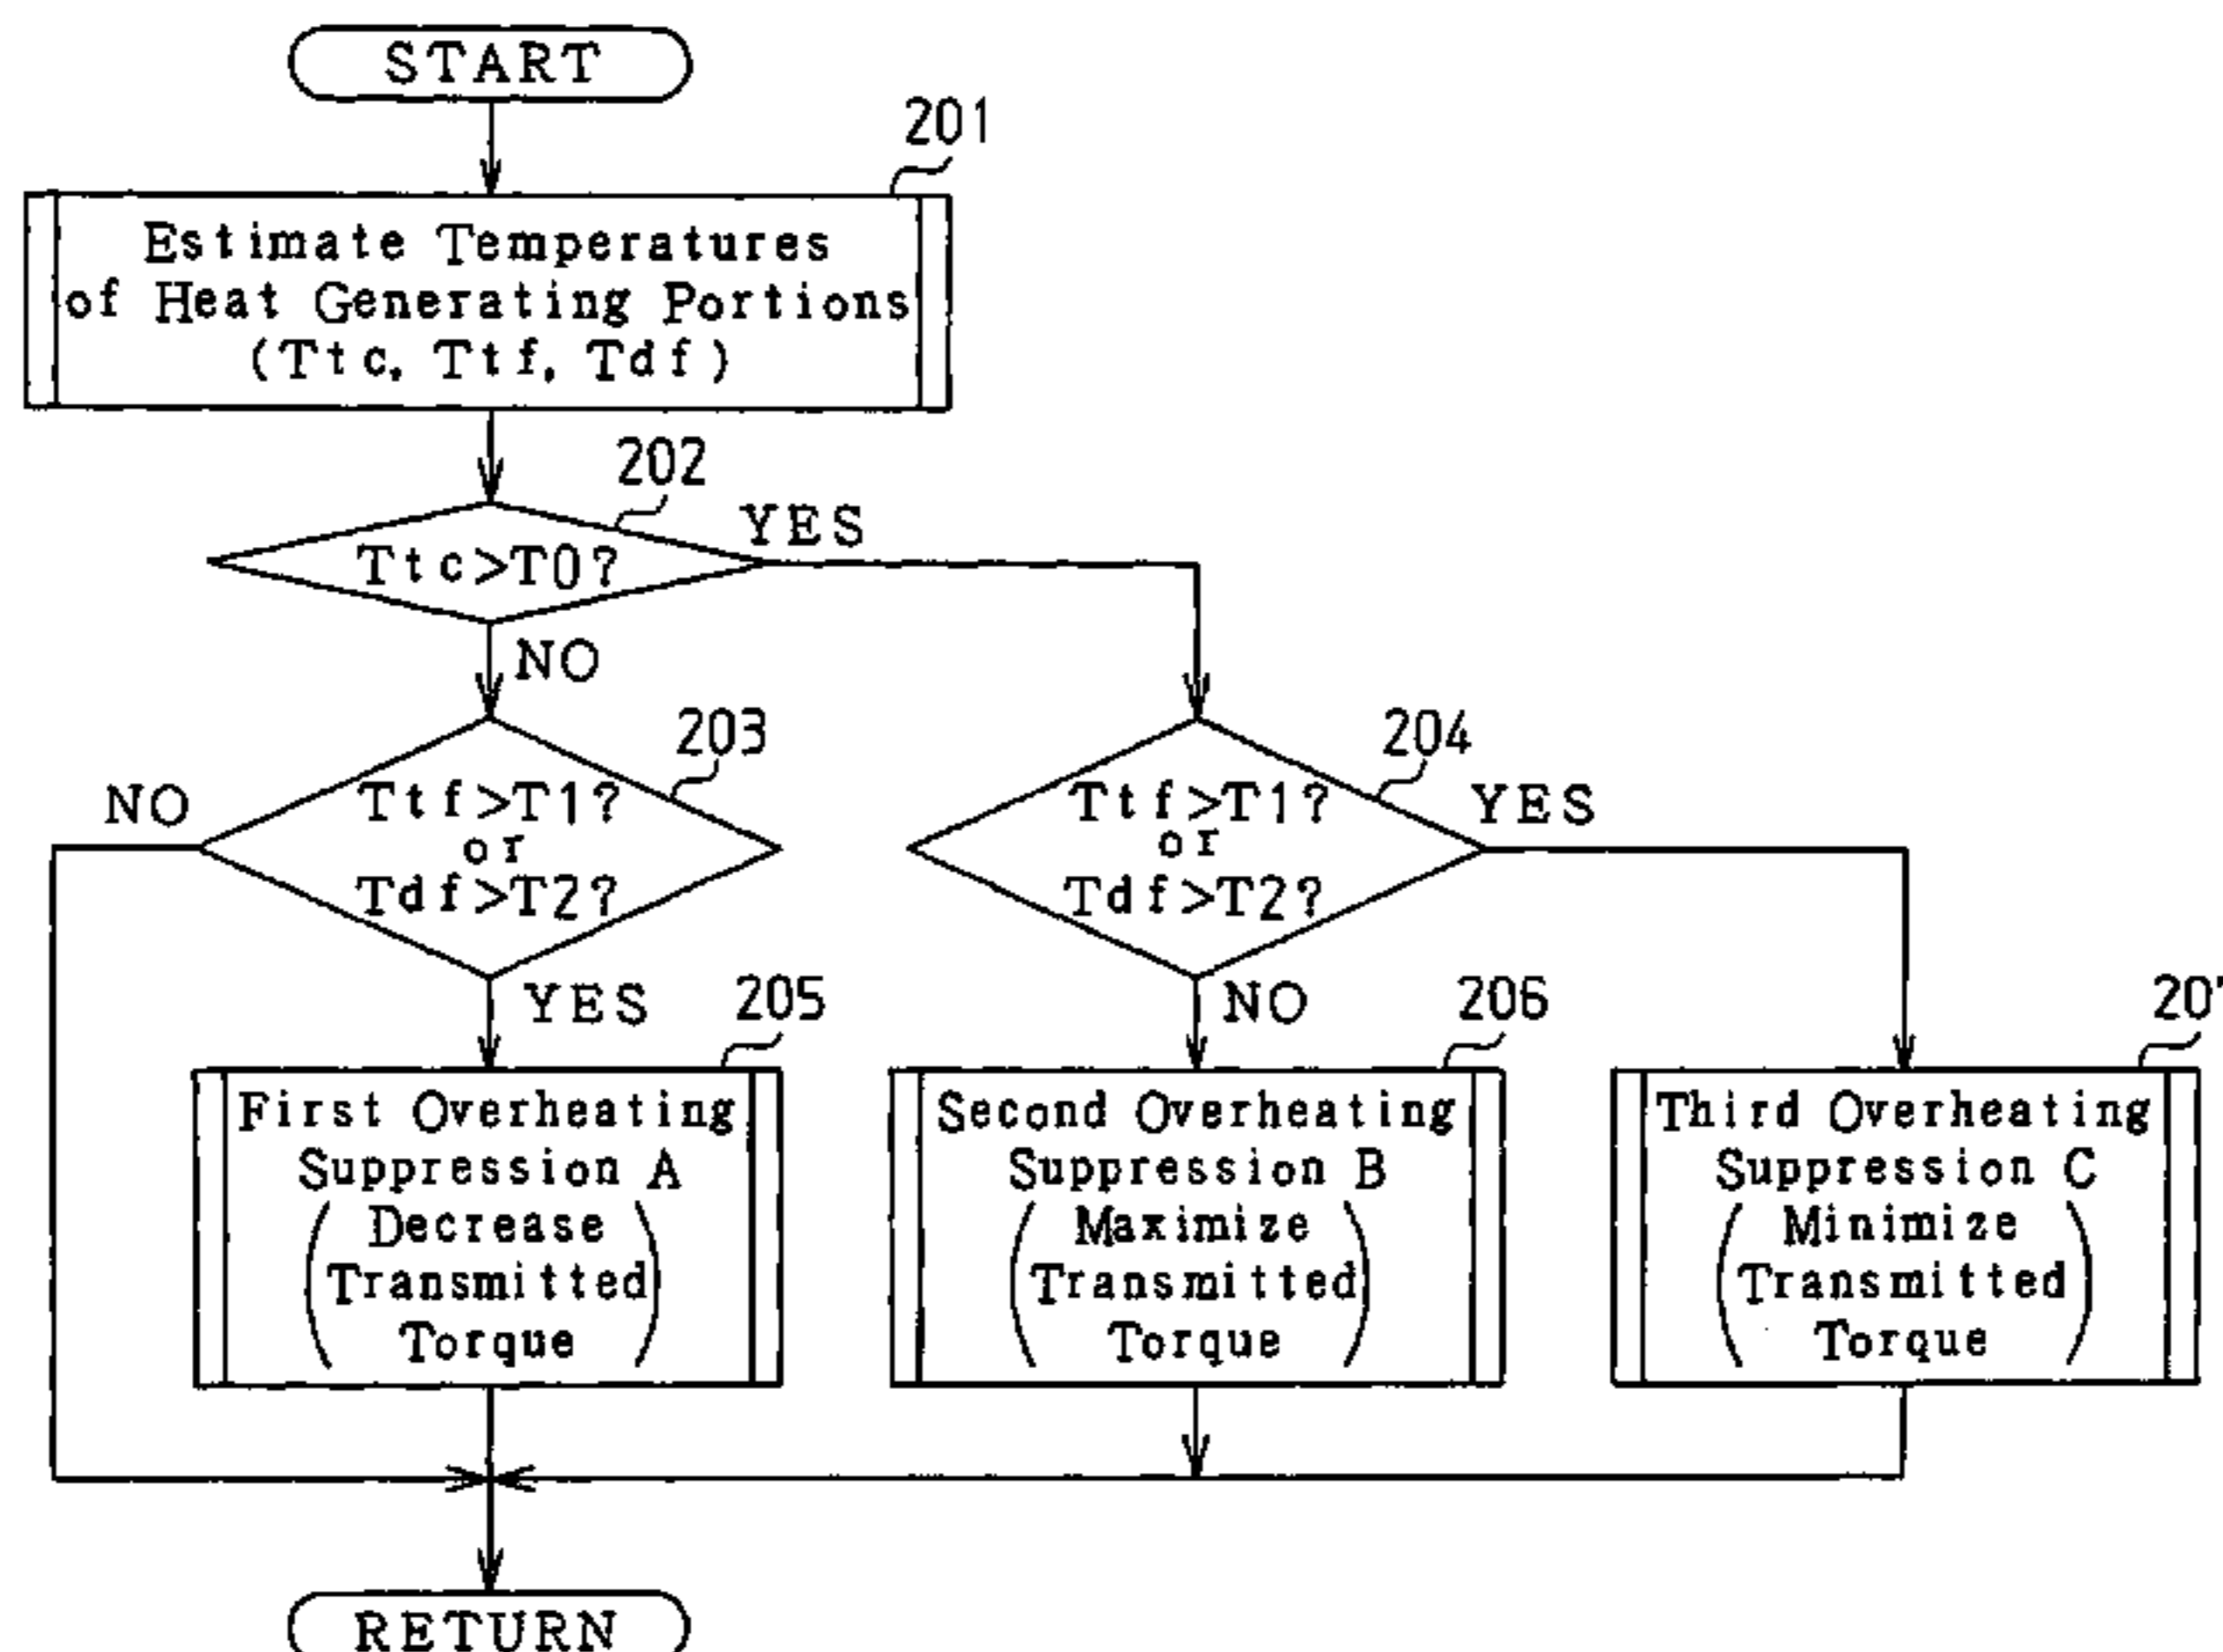 START
201
Estimate Temperatures
of Heat Generating Portions
(Ttc, Ttf, Tdf)
202
Ttc>T0?
YES
NO
203
NO
Ttf>T1?
or
Tdf>T2?
YES
204
Ttf>T1?
or
Tdf>T2?
YES
NO
205
First Overheating
Suppression A
Decrease
Transmitted
Torque
206
Second Overheating
Suppression B
Maximize
Transmitted
Torque
Third Overheating
Suppression C
Minimize
Transmitted
Torque
RETURN